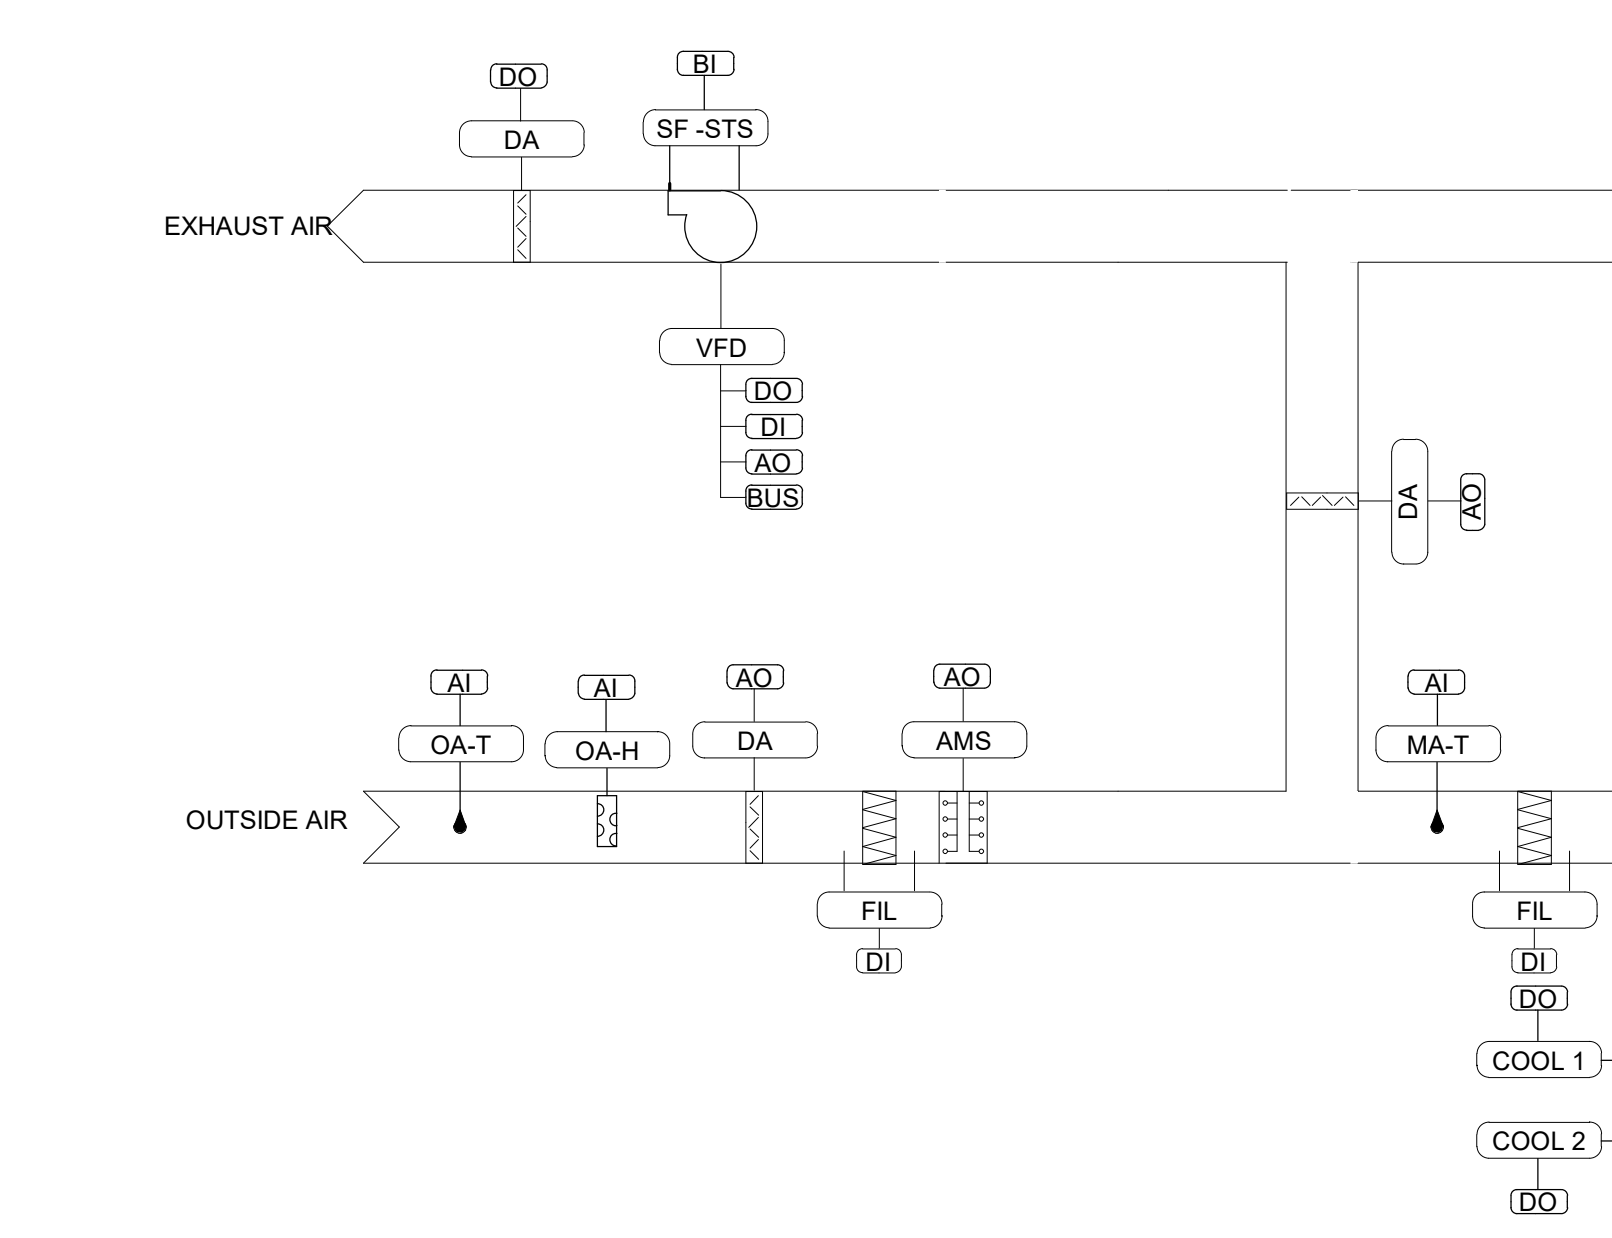 BI
DO
SF -STS
DA
EXHAUST AIR
VFD
DO
DI
AO
BUS
DA
AO
AI
AI
AO
AO
AI
OA-T
OA-H
DA
AMS
MA-T
OUTSIDE AIR
FIL
FIL
DI
DI
DO
COOL 1
COOL 2
DO